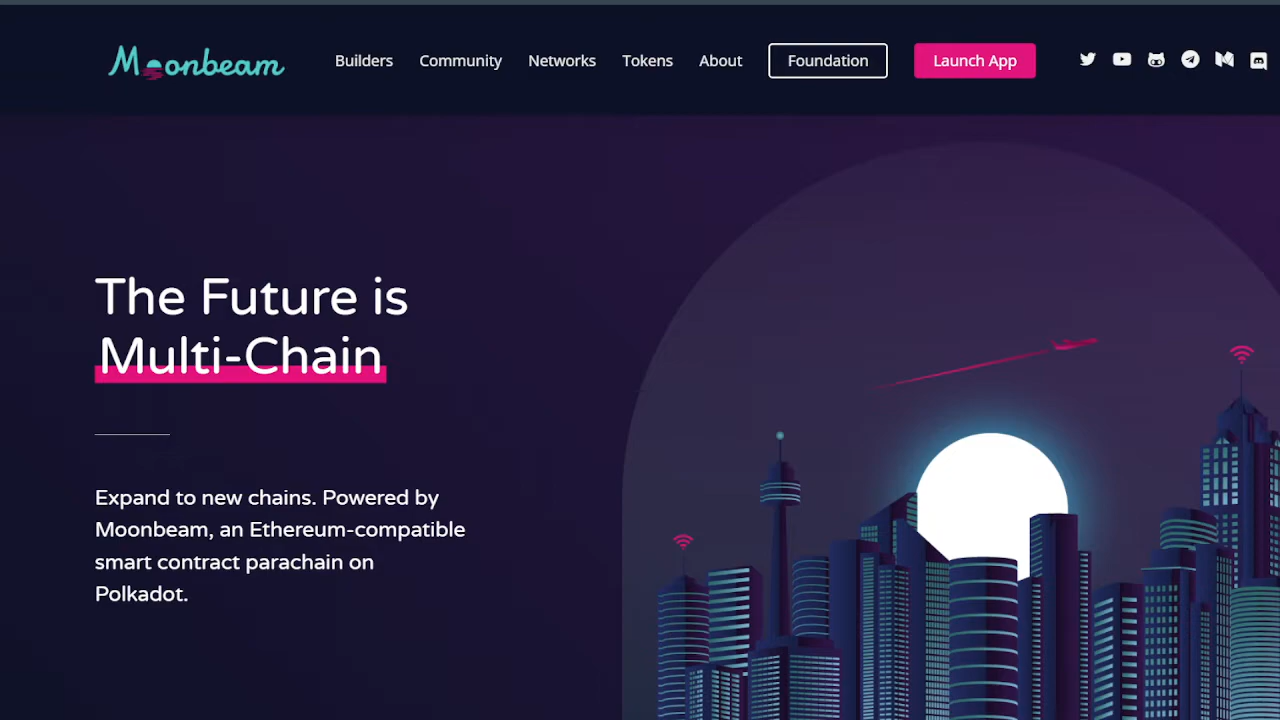 Moonbeam
Builders Community Networks Tokens About Foundation Launch App
The Future is
Multi-Chain
Expand to new chains. Powered by
Moonbeam, an Ethereum-compatible
smart contract parachain on
Polkadot.